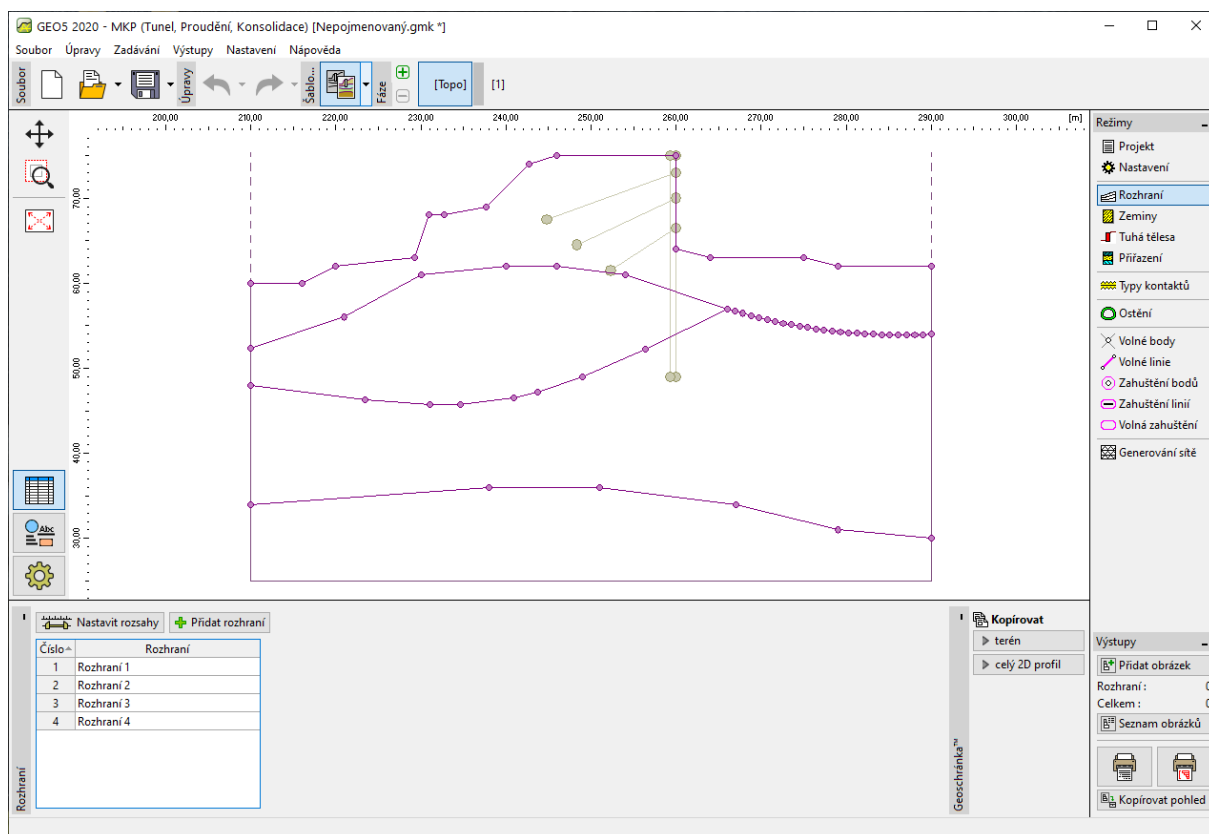 GEO5 2020 - MKP (Tunel, Proudění, Konsolidace) [Nepojmenovaný.gmk *]
Soubor Úpravy Zadávání Výstupy Nastavení Nápověda
Soubor
Úpravy
Šablo...
Fáze
[Topo]
[1]
200,00 210,00 220,00 230,00 240,00 250,00 260,00 270,00 280,00 290,00 300,00 [m]
70,00
60,00
50,00
40,00
30,00
Abc
Režimy
Projekt
Nastavení
Rozhraní
Zeminy
Tuhá tělesa
Přiřazení
Typy kontaktů
Ostění
Volné body
Volné linie
Zahuštění bodů
Zahuštění linií
Volná zahuštění
Generování sítě
Rozhraní
Nastavit rozsahy Přidat rozhraní
Číslo Rozhraní
1 Rozhraní 1
2 Rozhraní 2
3 Rozhraní 3
4 Rozhraní 4
Geoschránka™
Kopírovat
terén
celý 2D profil
Výstupy
Přidat obrázek
Rozhraní : 0
Celkem : 0
Seznam obrázků
Kopírovat pohled